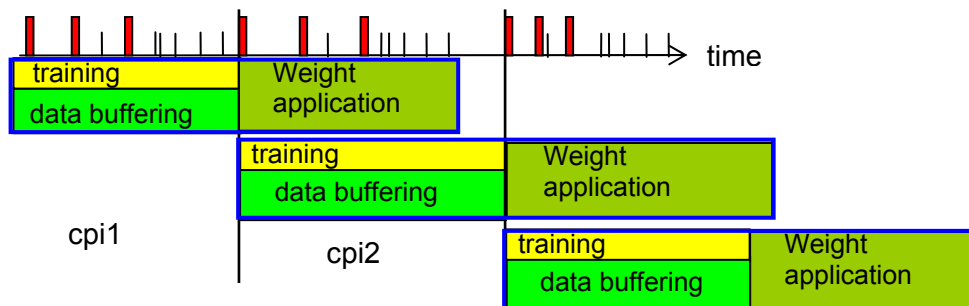 time
training
Weight
application
data buffering
training
Weight
application
data buffering
cpi1
cpi2
training
Weight
application
data buffering